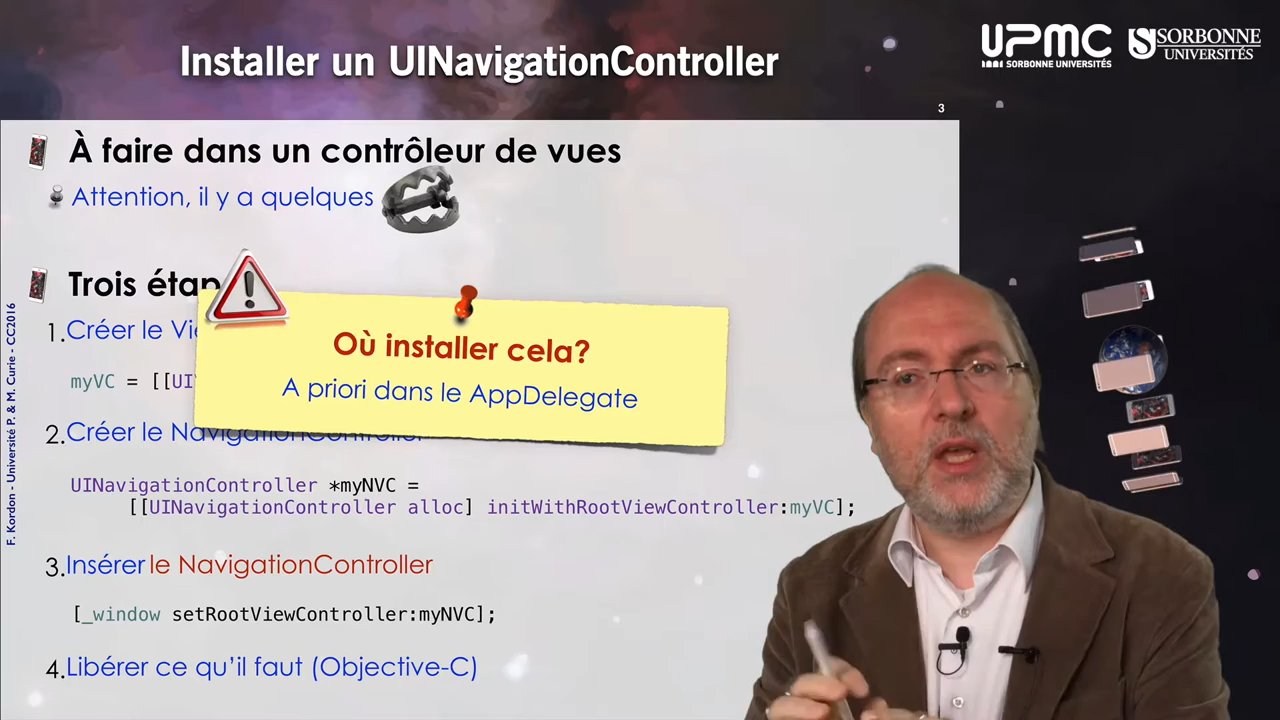 Installer un UINavigationController
UPMC
SORBONNE UNIVERSITÉS
SORBONNE
UNIVERSITÉS
3
À faire dans un contrôleur de vues
Attention, il y a quelques
Trois étap
1.Créer le Vi
myVC = [[UI
Où installer cela?
A priori dans le AppDelegate
2.Créer le NavigationController
UINavigationController *myNVC =
[[UINavigationController alloc] initWithRootViewController:myVC];
3.Insérer le NavigationController
[_window setRootViewController:myNVC];
4.Libérer ce qu'il faut (Objective-C)
F. Kordon - Université P. & M. Curie - CC2016